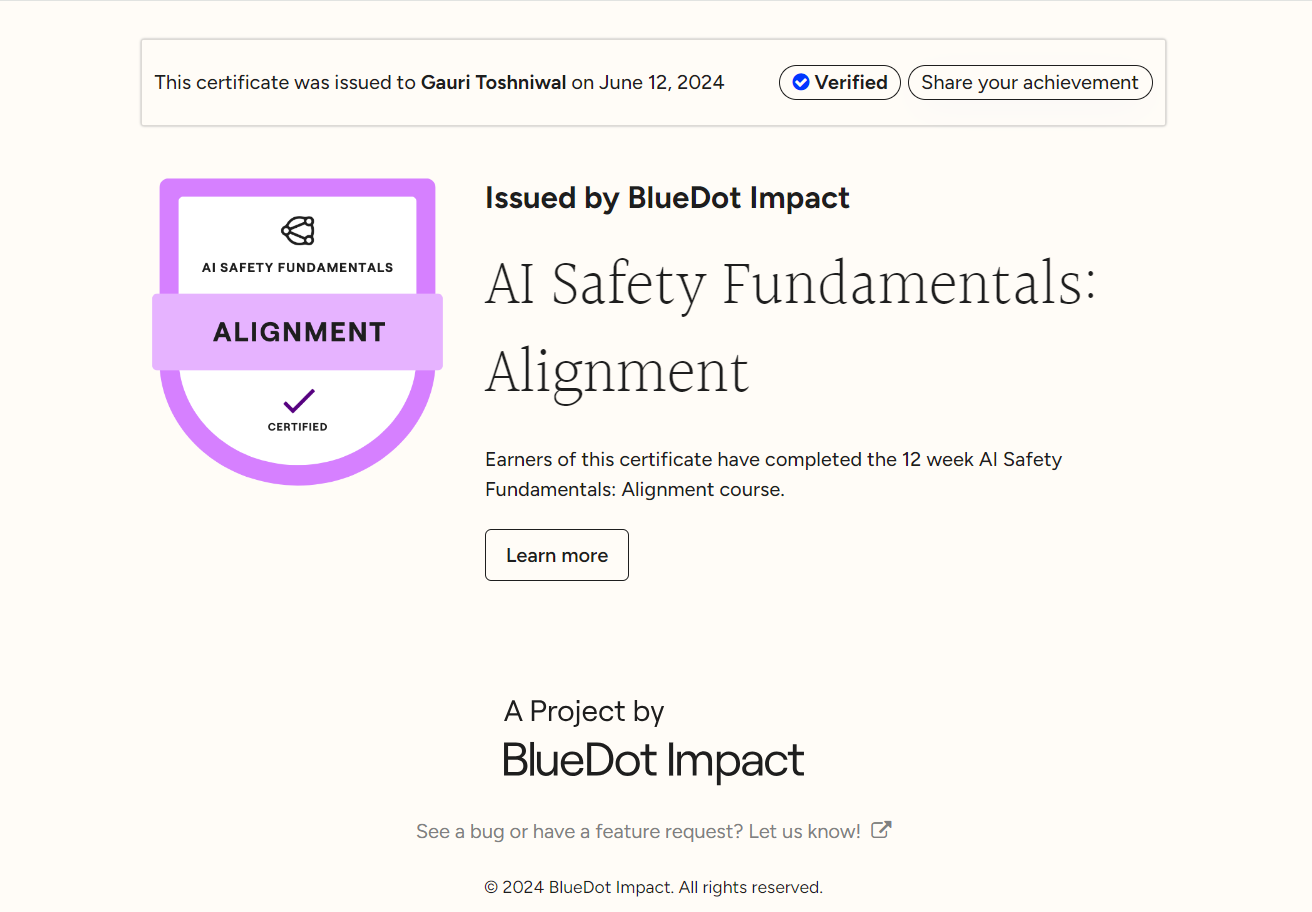 This certificate was issued to Gauri Toshniwal on June 12, 2024
Verified
Share your achievement
AI SAFETY FUNDAMENTALS
ALIGNMENT
CERTIFIED
Issued by BlueDot Impact
AI Safety Fundamentals:
Alignment
Earners of this certificate have completed the 12 week AI Safety
Fundamentals: Alignment course.
Learn more
A Project by
BlueDot Impact
See a bug or have a feature request? Let us know!
© 2024 BlueDot Impact. All rights reserved.